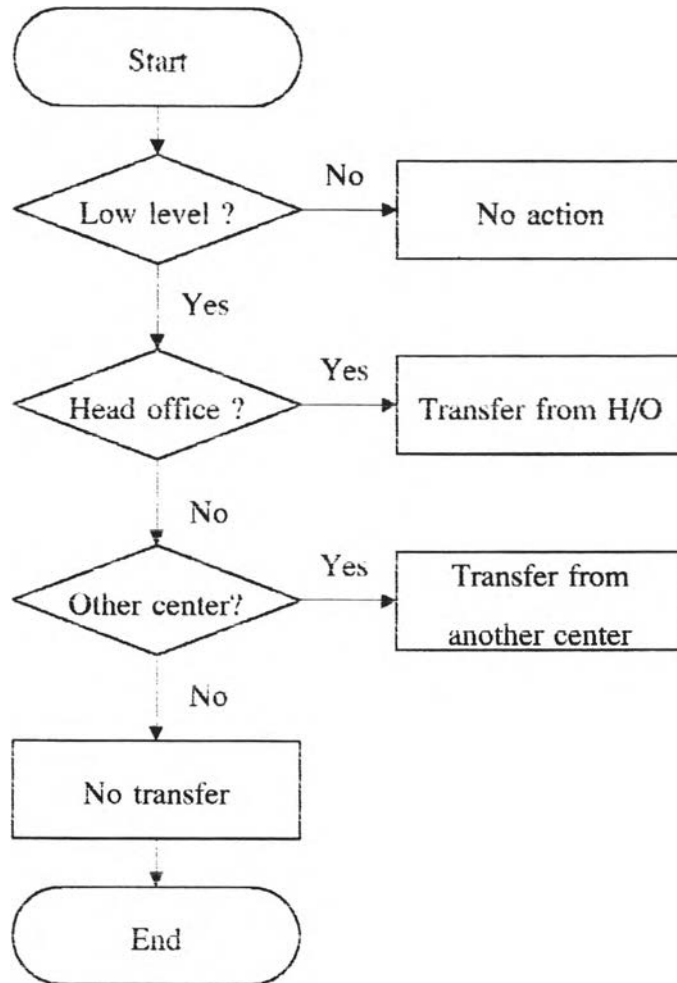 Start
Low level ?
No
No action
Yes
Head office ?
Yes
Transfer from H/O
No
Other center?
Yes
Transfer from
another center
No
No transfer
End